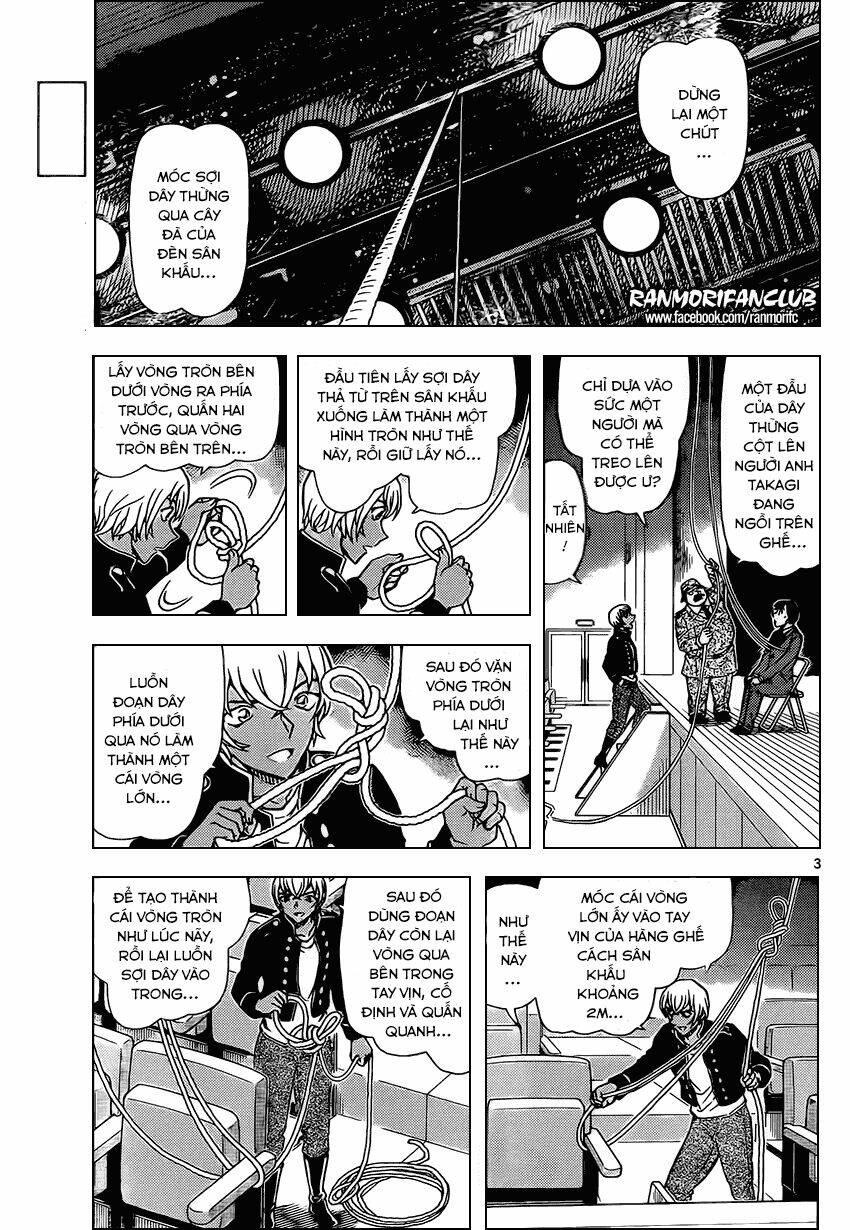 DỪNG
LẠI MỘT
CHÚT
...
MÓC SỢI
DÂY THỪNG
QUA CÂY
ĐÀ CỦA
ĐÈN SÂN
KHẤU...
RANMORIFANCLUB
www.facebook.com/ranmorifc
MỘT ĐẦU
CỦA DÂY
THỪNG
CỘT LÊN
NGƯỜI ANH
TAKAGI
ĐANG
NGỒI TRÊN
GHẾ...
CHỈ DỰA VÀO
SỨC MỘT
NGƯỜI MÀ
CÓ THỂ
TREO LÊN
ĐƯỢC Ư?
TẤT
NHIÊN
!
ĐẦU TIÊN LẤY SỢI DÂY
THẢ TỪ TRÊN SÂN KHẤU
XUỐNG LÀM THÀNH MỘT
HÌNH TRÒN NHƯ THẾ
NÀY, RỒI GIỮ LẤY NÓ...
LẤY VÒNG TRÒN BÊN
DƯỚI VÒNG RA PHÍA
TRƯỚC, QUẤN HAI
VÒNG QUA VÒNG
TRÒN BÊN TRÊN...
SAU ĐÓ VẶN
VÒNG TRÒN
PHÍA DƯỚI
LẠI NHƯ
THẾ NÀY
...
LUỒN
ĐOẠN DÂY
PHÍA DƯỚI
QUA NÓ LÀM
THÀNH MỘT
CÁI VÒNG
LỚN...
3
MÓC CÁI VÒNG
LỚN ẤY VÀO TAY
VỊN CỦA HÀNG GHẾ
CÁCH SÂN
KHẤU
KHOẢNG
2M...
NHƯ
THẾ
NÀY
...
SAU ĐÓ
DÙNG ĐOẠN
DÂY CÒN LẠI
VÒNG QUA
BÊN TRONG
TAY VỊN, CỐ
ĐỊNH VÀ QUẤN
QUANH...
ĐỂ TẠO THÀNH
CÁI VÒNG TRÒN
NHƯ LÚC NÃY,
RỒI LẠI LUỒN
SỢI DÂY VÀO
TRONG...